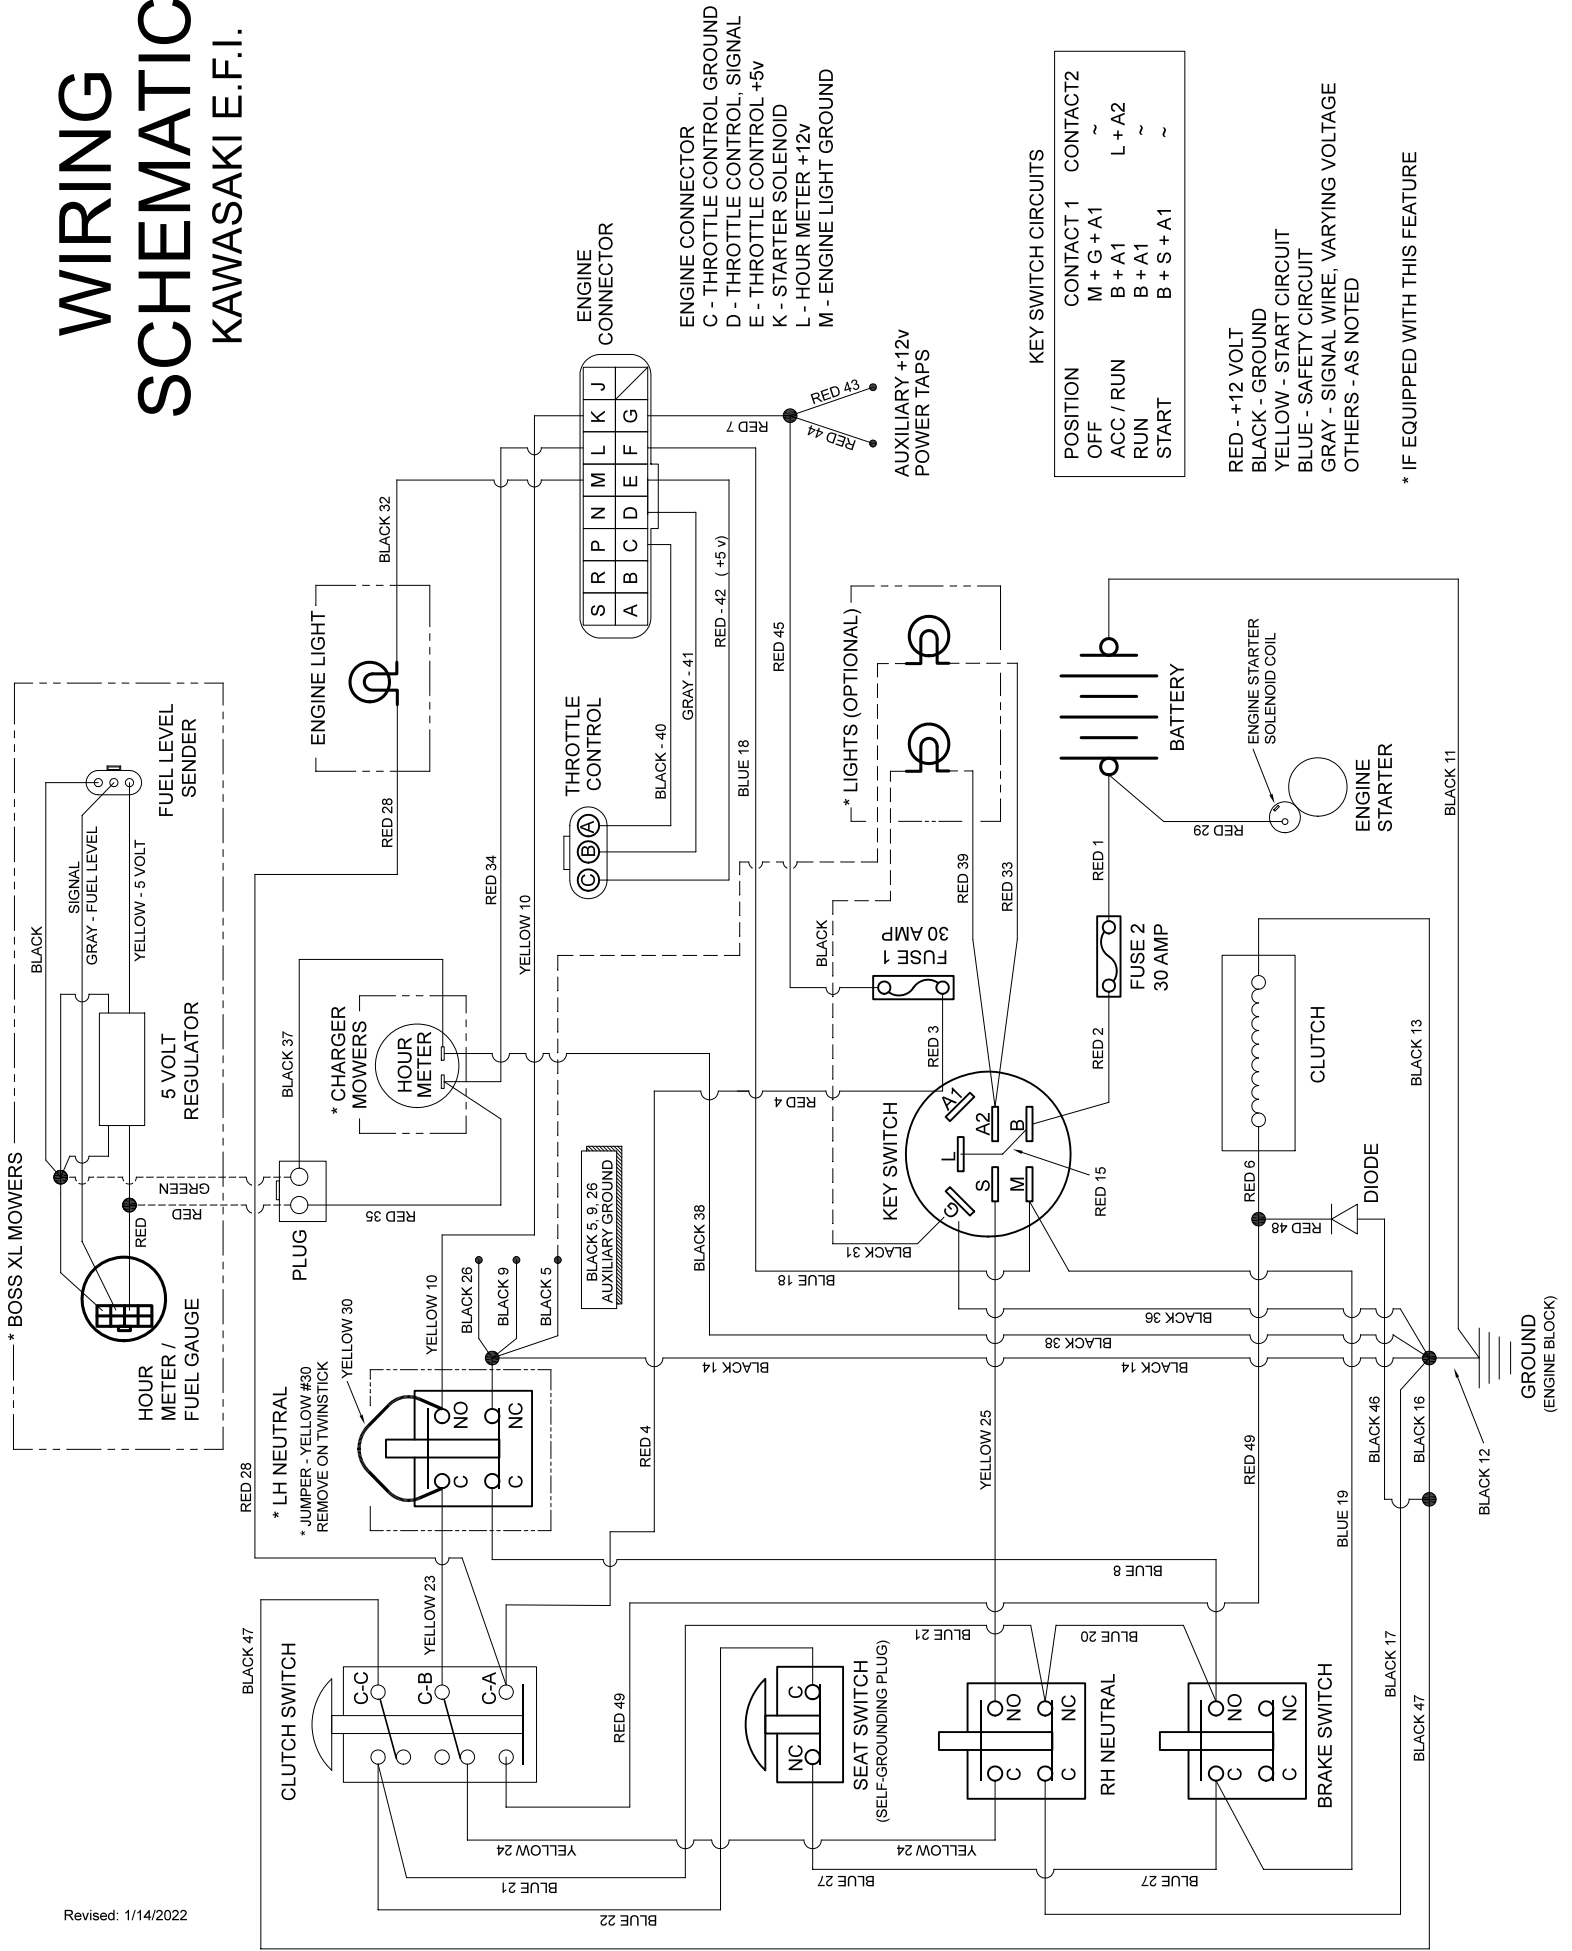 WIRING
SCHEMATIC
KAWASAKI E.F.I.
* BOSS XL MOWERS
HOUR
METER /
FUEL GAUGE
5 VOLT
REGULATOR
FUEL LEVEL
SENDER
BLACK
SIGNAL
GRAY - FUEL LEVEL
YELLOW - 5 VOLT
GREEN
RED
RED
PLUG
BLACK 37
RED 35
* CHARGER
MOWERS
HOUR
METER
ENGINE LIGHT
RED 28
BLACK 32
RED 28
RED 34
YELLOW 10
ENGINE
CONNECTOR
S R P N M L K J
A B C D E F G
ENGINE CONNECTOR
C - THROTTLE CONTROL GROUND
D - THROTTLE CONTROL, SIGNAL
E - THROTTLE CONTROL +5v
K - STARTER SOLENOID
L - HOUR METER +12v
M - ENGINE LIGHT GROUND
THROTTLE
CONTROL
C B A
BLACK - 40
GRAY - 41
RED - 42 ( +5 v)
BLUE 18
RED 45
RED 7
RED 43
RED 44
AUXILIARY +12v
POWER TAPS
* LH NEUTRAL
* JUMPER - YELLOW #30
REMOVE ON TWINSTICK
YELLOW 30
YELLOW 10
C NO
C NC
BLACK 26
BLACK 9
BLACK 5
BLACK 5, 9, 26
AUXILIARY GROUND
BLACK 38
RED 4
RED 4
BLACK 14
CLUTCH SWITCH
C-C
C-B
C-A
BLACK 47
YELLOW 23
RED 49
YELLOW 24
BLUE 21
BLUE 22
SEAT SWITCH
(SELF-GROUNDING PLUG)
NC C
BLUE 27
YELLOW 24
BLUE 21
RH NEUTRAL
C NO
C NC
BLUE 20
BLUE 8
BRAKE SWITCH
C NO
C NC
BLUE 27
BLUE 19
BLACK 17
BLACK 47
YELLOW 25
RED 49
KEY SWITCH
G L A1
S A2
M B
RED 15
BLACK 31
BLUE 18
BLACK 36
BLACK 38
BLACK 14
BLACK
FUSE 1
30 AMP
RED 3
RED 39
RED 33
* LIGHTS (OPTIONAL)
RED 2
FUSE 2
30 AMP
RED 1
BATTERY
RED 29
ENGINE STARTER
SOLENOID COIL
ENGINE
STARTER
BLACK 11
CLUTCH
RED 6
RED 48
DIODE
BLACK 13
BLACK 46
BLACK 16
BLACK 12
GROUND
(ENGINE BLOCK)
KEY SWITCH CIRCUITS
POSITION CONTACT 1 CONTACT2
OFF M + G + A1 ~
ACC / RUN B + A1 L + A2
RUN B + A1 ~
START B + S + A1 ~
RED - +12 VOLT
BLACK - GROUND
YELLOW - START CIRCUIT
BLUE - SAFETY CIRCUIT
GRAY - SIGNAL WIRE, VARYING VOLTAGE
OTHERS - AS NOTED
* IF EQUIPPED WITH THIS FEATURE
Revised: 1/14/2022